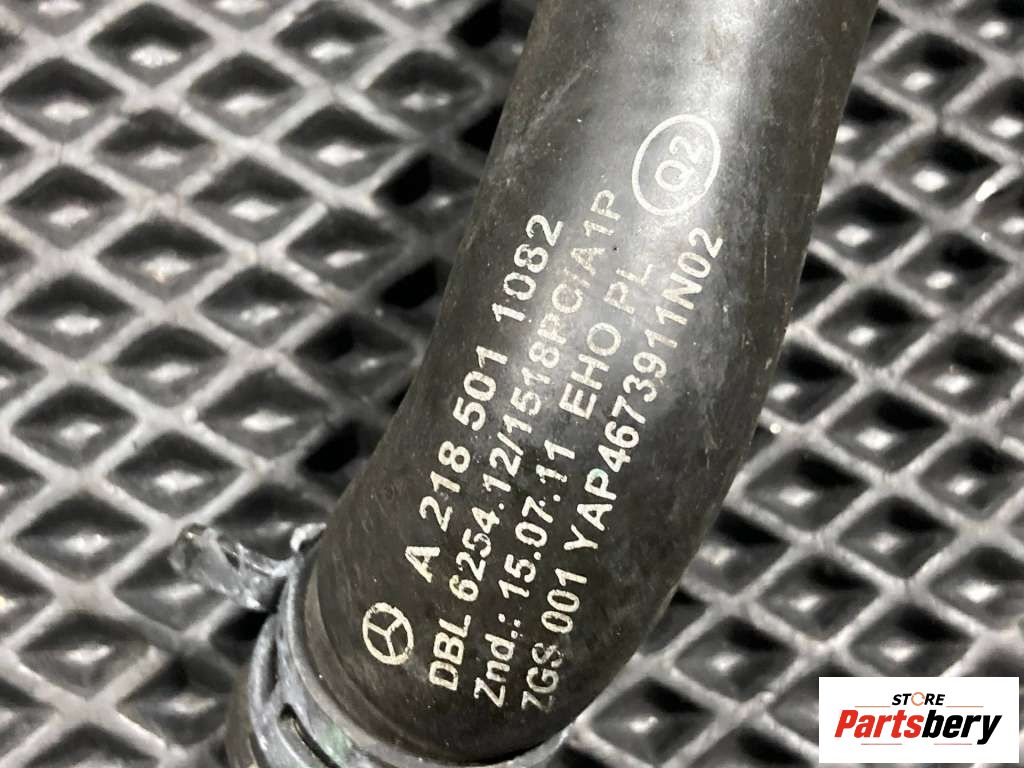 A 218 501 1082
DBL 6254.12/1518PC/A1P
Znd.: 15.07.11 EHO PL
ZGS 001 YAP4673911N02
Q2
STORE
Partsbery